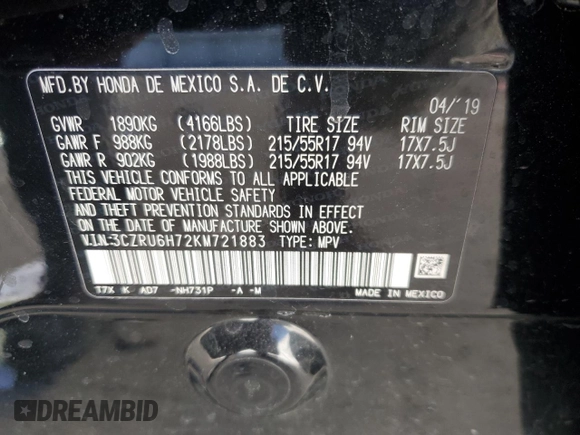 MFD.BY HONDA DE MEXICO S.A. DE C.V.
04/'19
GVWR 1890KG (4166LBS) TIRE SIZE RIM SIZE
GAWR F 988KG (2178LBS) 215/55R17 94V 17X7.5J
GAWR R 902KG (1988LBS) 215/55R17 94V 17X7.5J
THIS VEHICLE CONFORMS TO ALL APPLICABLE
FEDERAL MOTOR VEHICLE SAFETY
AND THEFT PREVENTION STANDARDS IN EFFECT
ON THE DATE OF MANUFACTURE SHOWN ABOVE.
V.I.N:3CZRU6H72KM721883 TYPE: MPV
T7X K AD7 -NH731P -A -M
MADE IN MEXICO
DREAMBID